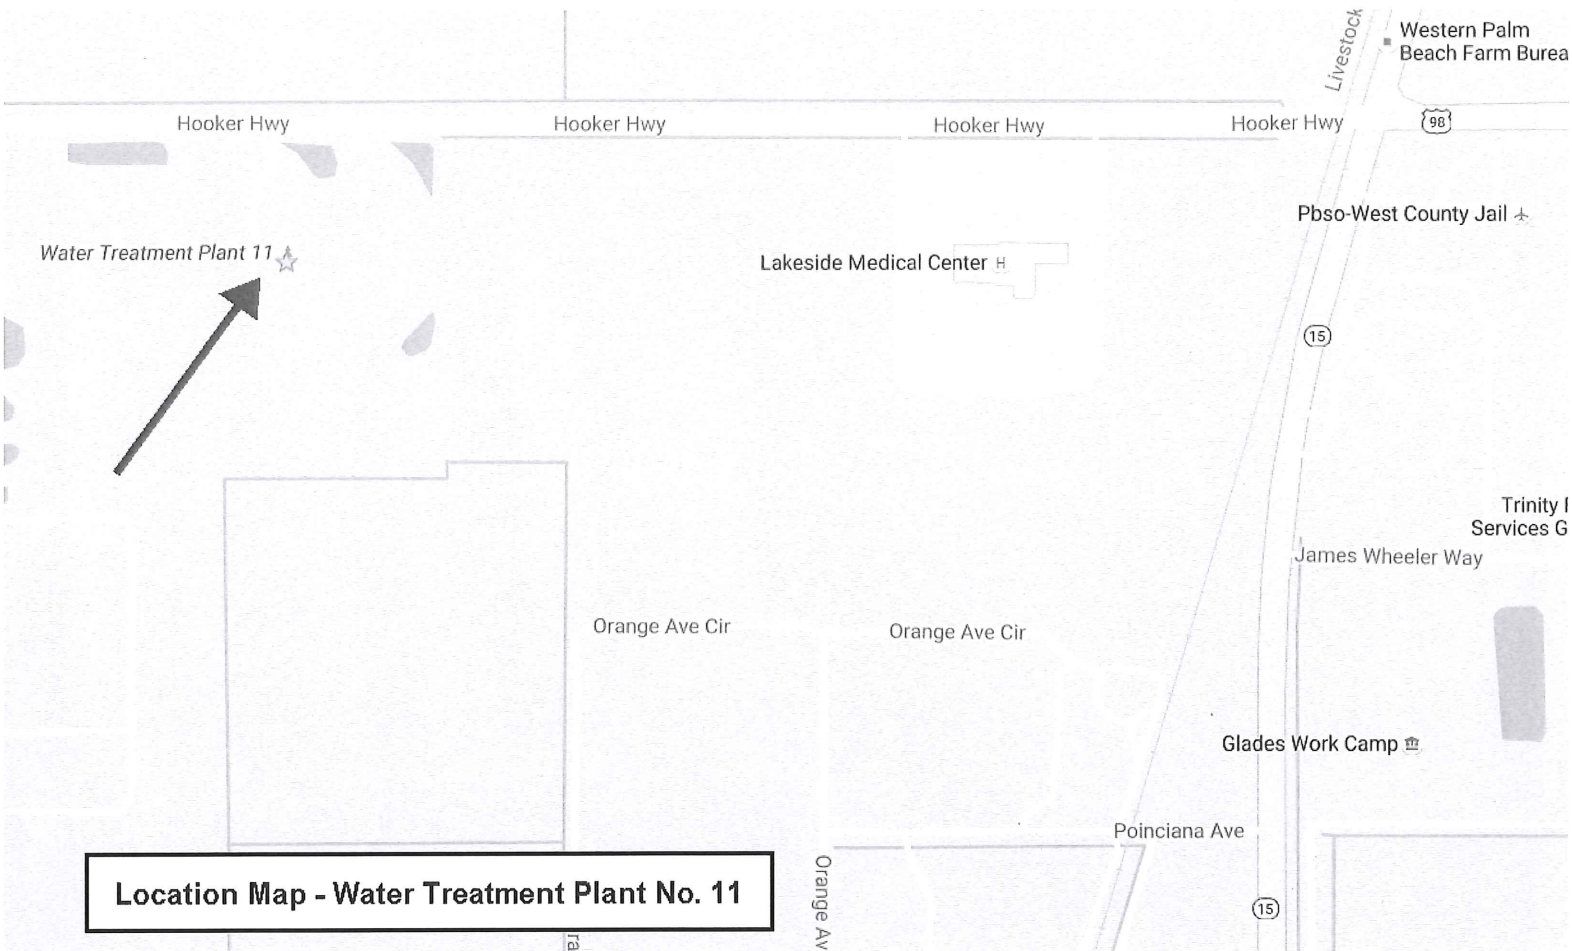 Livestock
Western Palm
Beach Farm Burea
Hooker Hwy
Hooker Hwy
Hooker Hwy
Hooker Hwy
98
Pbso-West County Jail
Water Treatment Plant 11
Lakeside Medical Center H
15
Trinity
Services G
James Wheeler Way
Orange Ave Cir
Orange Ave Cir
Glades Work Camp
Poinciana Ave
Location Map - Water Treatment Plant No. 11
Orange Av
15
ra